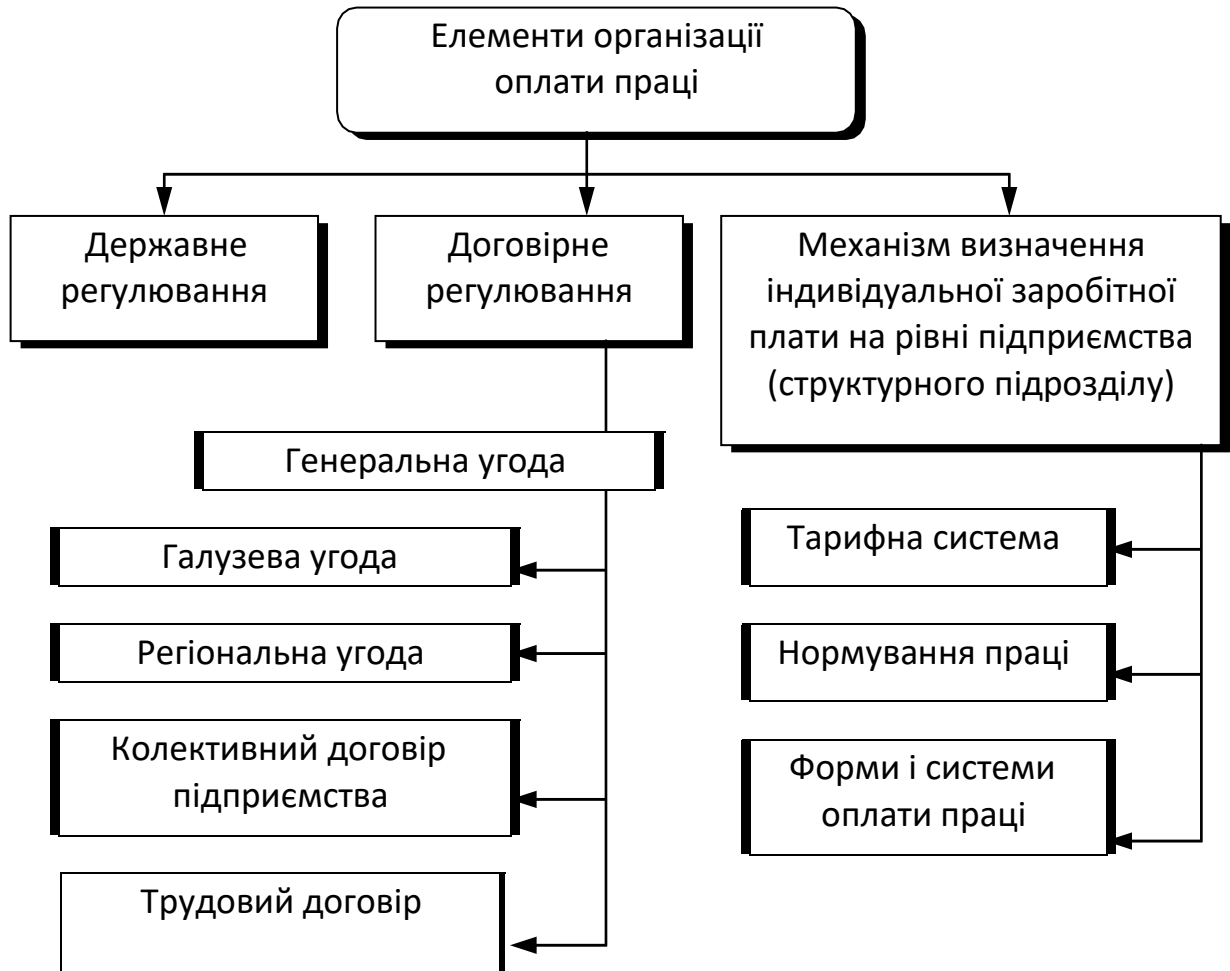 Елементи організації
оплати праці
Державне
регулювання
Договірне
регулювання
Механізм визначення
індивідуальної заробітної
плати на рівні підприємства
(структурного підрозділу)
Генеральна угода
Галузева угода
Регіональна угода
Колективний договір
підприємства
Трудовий договір
Тарифна система
Нормування праці
Форми і системи
оплати праці